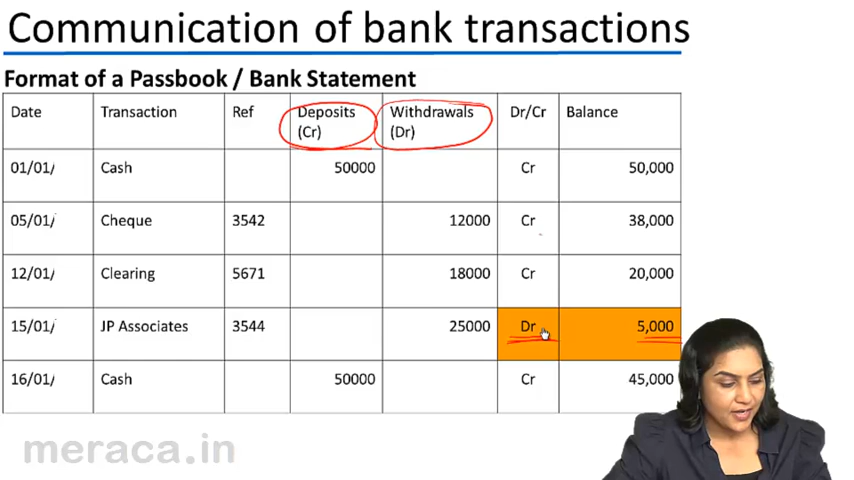 Communication of bank transactions
Format of a Passbook / Bank Statement
Date Transaction Ref Deposits (Cr) Withdrawals (Dr) Dr/Cr Balance
01/01/ Cash 50000 Cr 50,000
05/01/ Cheque 3542 12000 Cr 38,000
12/01/ Clearing 5671 18000 Cr 20,000
15/01/ JP Associates 3544 25000 Dr 5,000
16/01/ Cash 50000 Cr 45,000
meraca.in